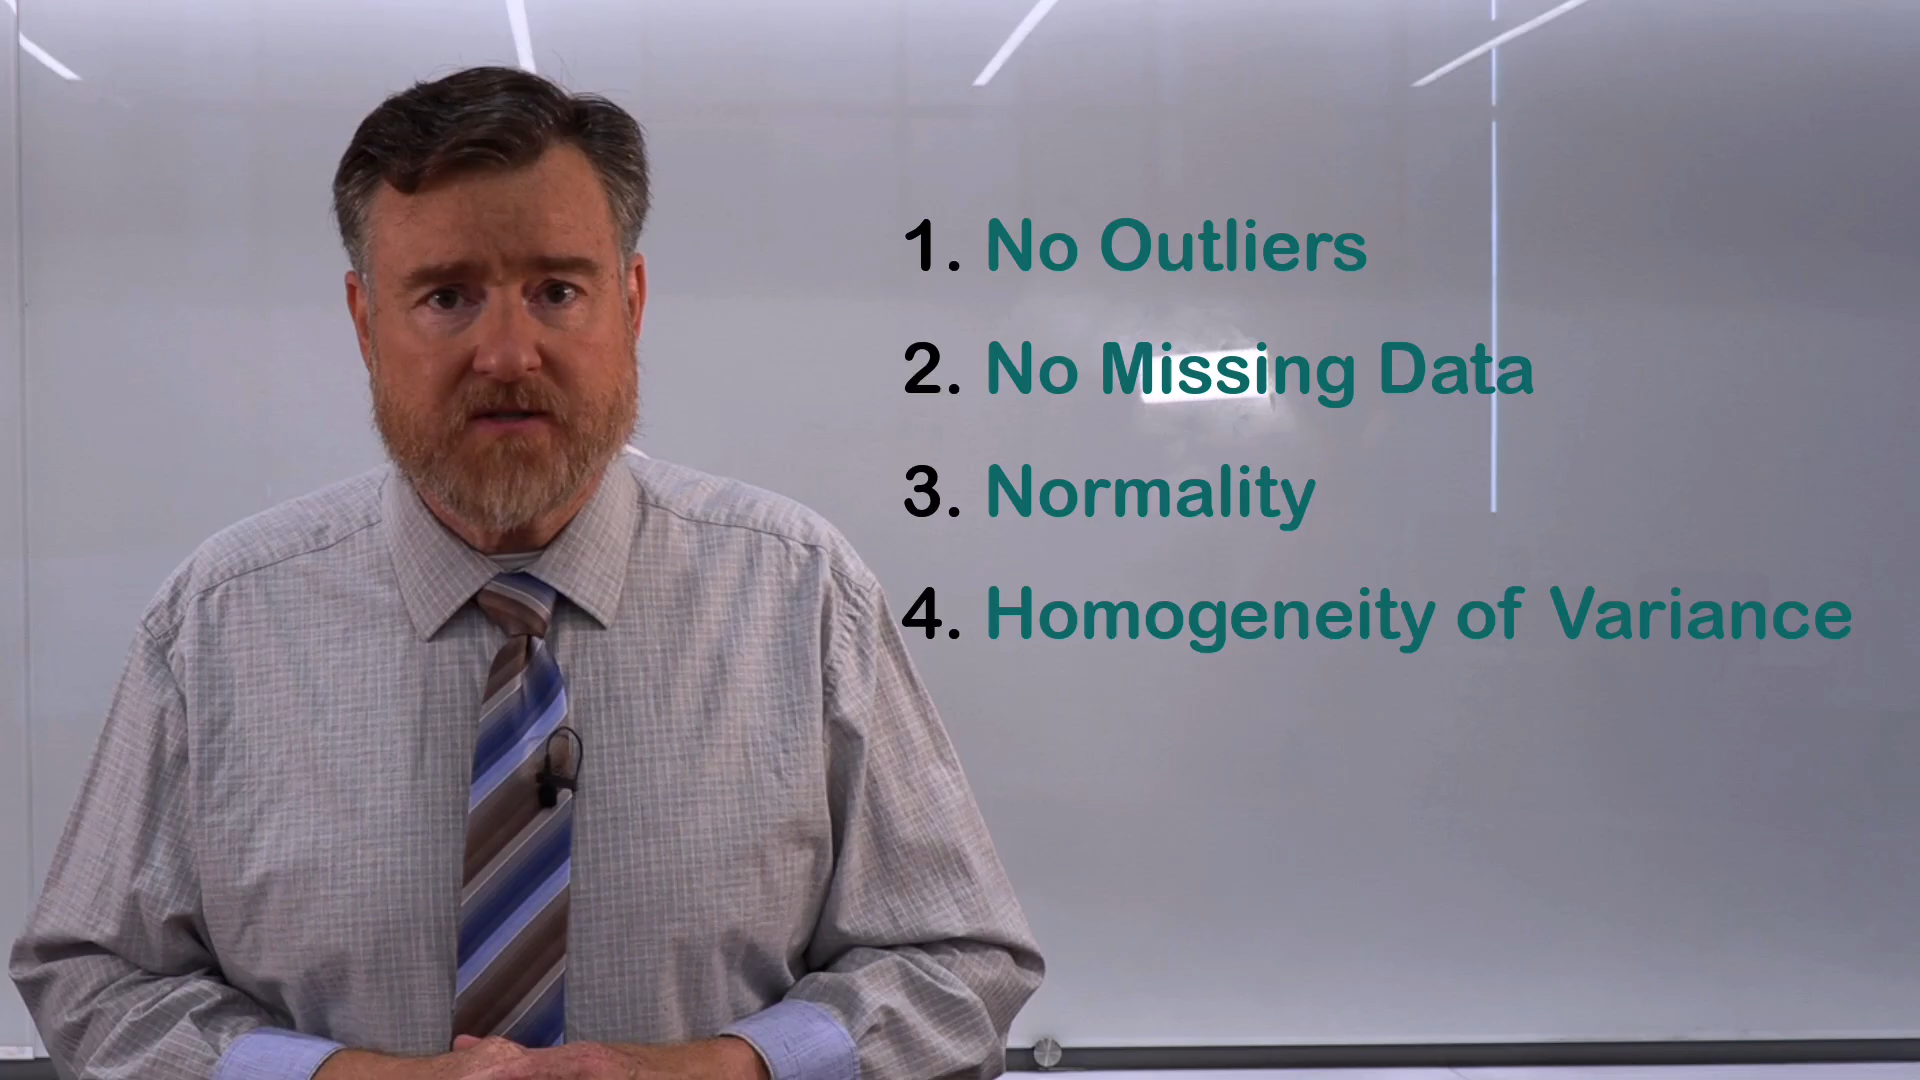 1. No Outliers
2. No Missing Data
3. Normality
4. Homogeneity of Variance